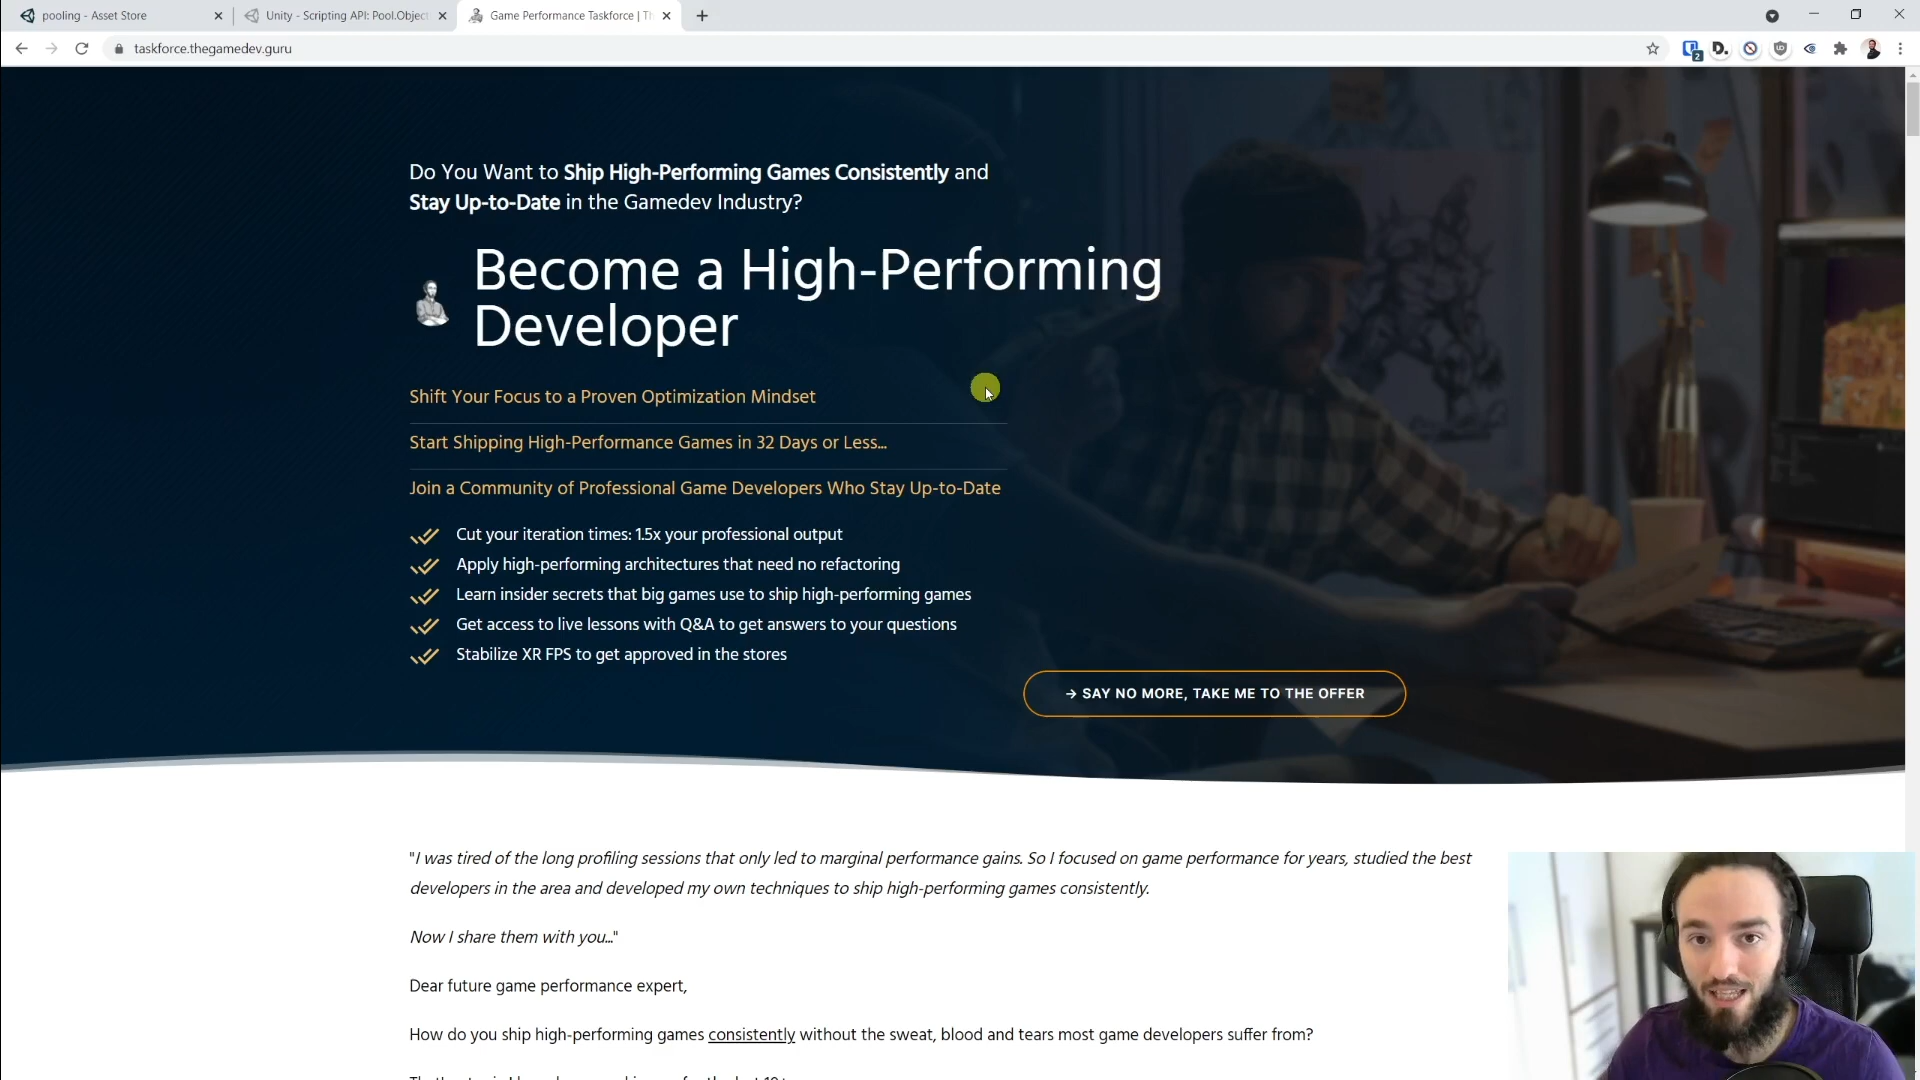 pooling - Asset Store
Unity - Scripting API: Pool.Object
Game Performance Taskforce |
taskforce.thegamedev.guru
2
D.
Do You Want to Ship High-Performing Games Consistently and
Stay Up-to-Date in the Gamedev Industry?
Become a High-Performing
Developer
Shift Your Focus to a Proven Optimization Mindset
Start Shipping High-Performance Games in 32 Days or Less...
Join a Community of Professional Game Developers Who Stay Up-to-Date
Cut your iteration times: 1.5x your professional output
Apply high-performing architectures that need no refactoring
Learn insider secrets that big games use to ship high-performing games
Get access to live lessons with Q&A to get answers to your questions
Stabilize XR FPS to get approved in the stores
→ SAY NO MORE, TAKE ME TO THE OFFER
"I was tired of the long profiling sessions that only led to marginal performance gains. So I focused on game performance for years, studied the best
developers in the area and developed my own techniques to ship high-performing games consistently.
Now I share them with you..."
Dear future game performance expert,
How do you ship high-performing games consistently without the sweat, blood and tears most game developers suffer from?